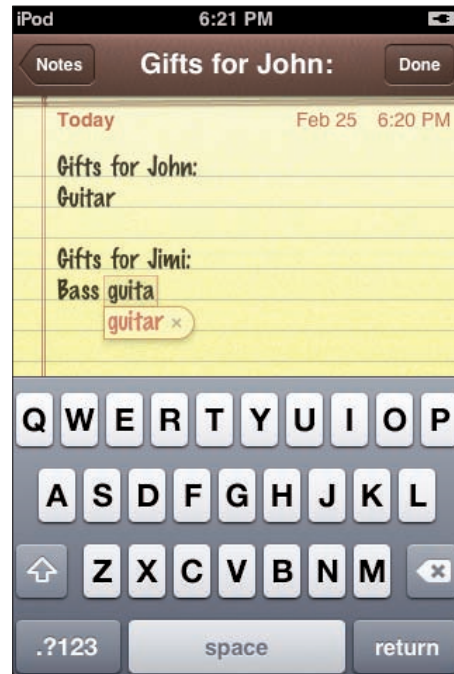 iPod 6:21 PM
Notes Gifts for John: Done
Today Feb 25 6:20 PM
Gifts for John:
Guitar
Gifts for Jimi:
Bass guita
guitar ×
Q W E R T Y U I O P
A S D F G H J K L
Z X C V B N M
.?123 space return